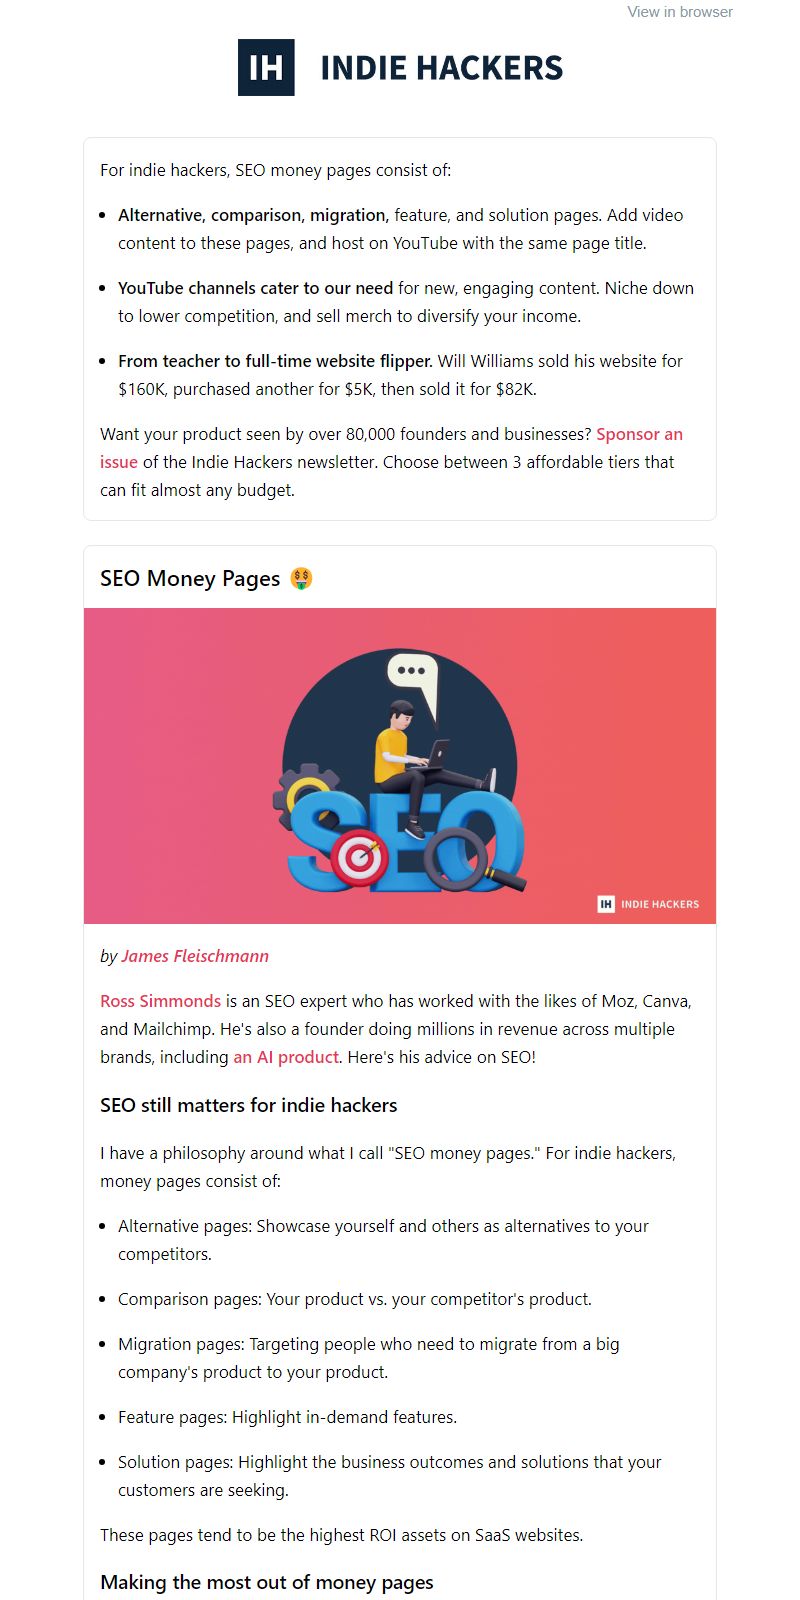 View in browser
IH INDIE HACKERS
For indie hackers, SEO money pages consist of:
• Alternative, comparison, migration, feature, and solution pages. Add video
content to these pages, and host on YouTube with the same page title.
• YouTube channels cater to our need for new, engaging content. Niche down
to lower competition, and sell merch to diversify your income.
• From teacher to full-time website flipper. Will Williams sold his website for
$160K, purchased another for $5K, then sold it for $82K.
Want your product seen by over 80,000 founders and businesses? Sponsor an
issue of the Indie Hackers newsletter. Choose between 3 affordable tiers that
can fit almost any budget.
SEO Money Pages 🤑
SEO
IH INDIE HACKERS
by James Fleischmann
Ross Simmonds is an SEO expert who has worked with the likes of Moz, Canva,
and Mailchimp. He's also a founder doing millions in revenue across multiple
brands, including an AI product. Here's his advice on SEO!
SEO still matters for indie hackers
I have a philosophy around what I call "SEO money pages." For indie hackers,
money pages consist of:
• Alternative pages: Showcase yourself and others as alternatives to your
competitors.
• Comparison pages: Your product vs. your competitor's product.
• Migration pages: Targeting people who need to migrate from a big
company's product to your product.
• Feature pages: Highlight in-demand features.
• Solution pages: Highlight the business outcomes and solutions that your
customers are seeking.
These pages tend to be the highest ROI assets on SaaS websites.
Making the most out of money pages